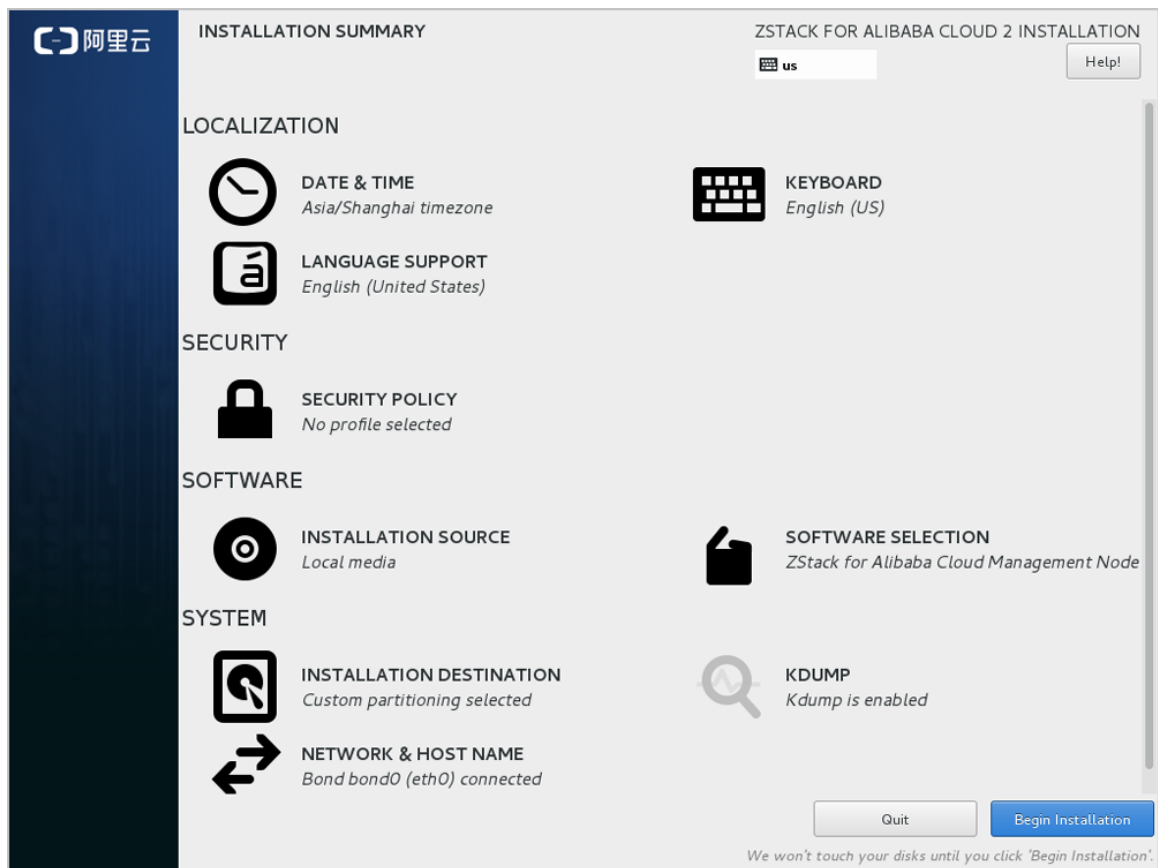 阿里云
INSTALLATION SUMMARY
ZSTACK FOR ALIBABA CLOUD 2 INSTALLATION
us
Help!
LOCALIZATION
DATE & TIME
Asia/Shanghai timezone
KEYBOARD
English (US)
á
LANGUAGE SUPPORT
English (United States)
SECURITY
SECURITY POLICY
No profile selected
SOFTWARE
INSTALLATION SOURCE
Local media
SOFTWARE SELECTION
ZStack for Alibaba Cloud Management Node
SYSTEM
INSTALLATION DESTINATION
Custom partitioning selected
KDUMP
Kdump is enabled
NETWORK & HOST NAME
Bond bond0 (eth0) connected
Quit
Begin Installation
We won't touch your disks until you click 'Begin Installation'.